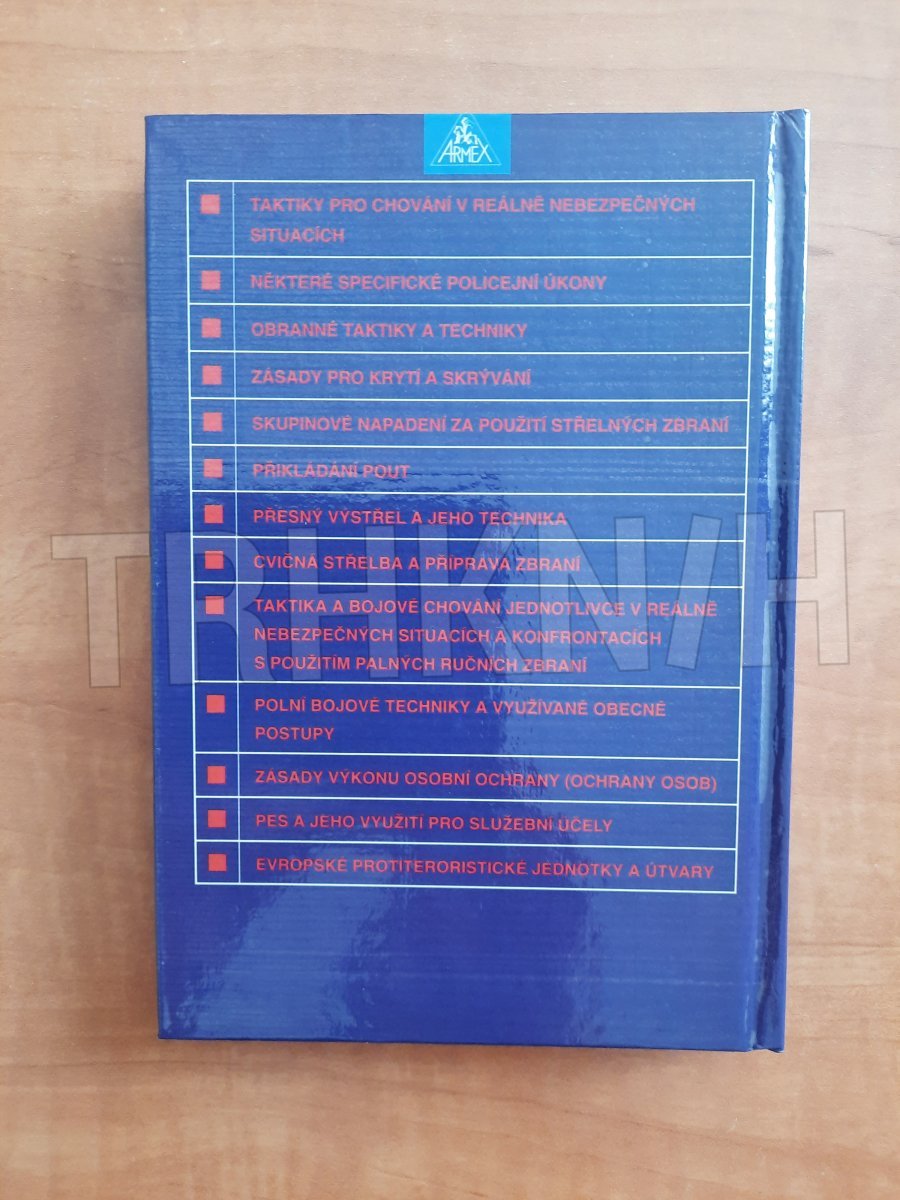 ARMEX
TAKTIKY PRO CHOVÁNÍ V REÁLNĚ NEBEZPEČNÝCH
SITUACÍCH
NĚKTERÉ SPECIFICKÉ POLICEJNÍ ÚKONY
OBRANNÉ TAKTIKY A TECHNIKY
ZÁSADY PRO KRYTÍ A SKRÝVÁNÍ
SKUPINOVÉ NAPADENÍ ZA POUŽITÍ STŘELNÝCH ZBRANÍ
PŘIKLÁDÁNÍ POUT
PŘESNÝ VÝSTŘEL A JEHO TECHNIKA
CVIČNÁ STŘELBA A PŘÍPRAVA ZBRANÍ
TAKTIKA A BOJOVÉ CHOVÁNÍ JEDNOTLIVCE V REÁLNĚ
NEBEZPEČNÝCH SITUACÍCH A KONFRONTACÍCH
S POUŽITÍM PALNÝCH RUČNÍCH ZBRANÍ
POLNÍ BOJOVÉ TECHNIKY A VYUŽÍVANÉ OBECNÉ
POSTUPY
ZÁSADY VÝKONU OSOBNÍ OCHRANY (OCHRANY OSOB)
PES A JEHO VYUŽITÍ PRO SLUŽEBNÍ ÚČELY
EVROPSKÉ PROTITERORISTICKÉ JEDNOTKY A ÚTVARY
TRHKNIH